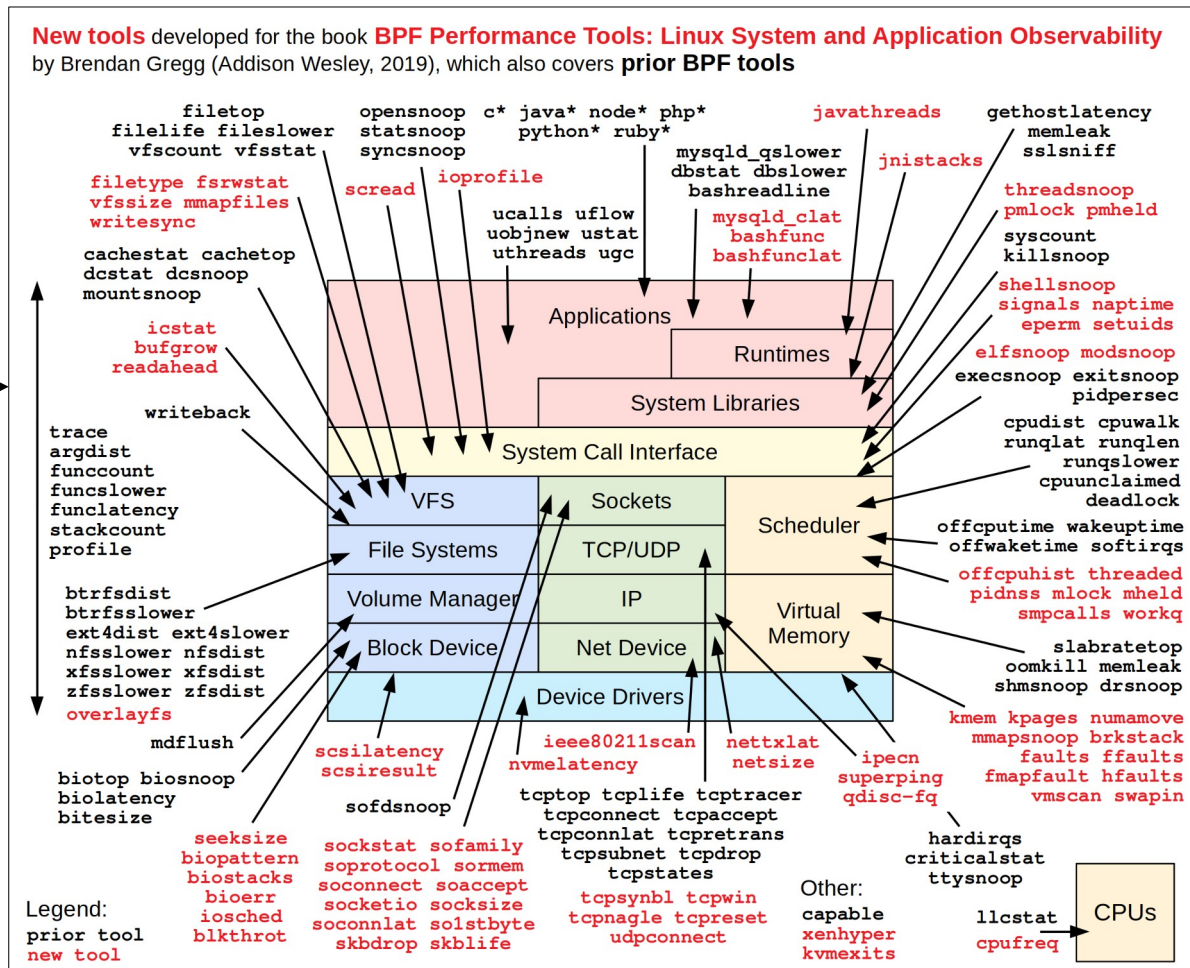 New tools developed for the book BPF Performance Tools: Linux System and Application Observability
by Brendan Gregg (Addison Wesley, 2019), which also covers prior BPF tools
filetop
filelife fileslower
vfscount vfsstat
opensnoop
statsnoop
syncsnoop
c* java* node* php*
python* ruby*
javathreads
gethostlatency
memleak
sslsniff
filetype fsrwstat
vfssize mmapfiles
writesync
scread
ioprofile
mysqld_qslower
dbstat dbslower
bashreadline
jnistacks
threadsnoop
pmlock pmheld
ucalls uflow
uobjnew ustat
uthreads ugc
mysqld_clat
bashfunc
bashfunclat
syscount
killsnoop
cachestat cachetop
dcstat dcsnoop
mountsnoop
shellsnoop
signals naptime
eperm setuids
icstat
bufgrow
readahead
Applications
Runtimes
System Libraries
elfsnoop modsnoop
execsnoop exitsnoop
pidpersec
writeback
System Call Interface
cpudist cpuwalk
runqlat runqlen
runqslower
cpuunclaimed
deadlock
trace
argdist
funccount
funcslower
funclatency
stackcount
profile
VFS
Sockets
Scheduler
File Systems
TCP/UDP
offcputime wakeuptime
offwaketime softirqs
offcpuhist threaded
pidnss mlock mheld
smpcalls workq
Volume Manager
IP
Virtual
Memory
Block Device
Net Device
Device Drivers
btrfsdist
btrfsslower
ext4dist ext4slower
nfsslower nfsdist
xfsslower xfsdist
zfsslower zfsdist
overlayfs
slabratetop
oomkill memleak
shmsnoop drsnoop
kmem kpages numamove
mmapsnoop brkstack
faults ffaults
fmapfault hfaults
vmscan swapin
mdflush
scsilatency
scsiresult
ieee80211scan
nvmelatency
nettxlat
netsize
ipecn
superping
qdisc-fq
biotop biosnoop
biolatency
bitesize
sofdsnoop
tcptop tcplife tcptracer
tcpconnect tcpaccept
tcpconnlat tcpretrans
tcpsubnet tcpdrop
tcpstates
hardirqs
criticalstat
ttysnoop
seeksize
biopattern
biostacks
bioerr
iosched
blkthrot
sockstat sofamily
soprotocol sormem
soconnect soaccept
socketio socksize
soconnlat so1stbyte
skbdrop skblife
tcpsynbl tcpwin
tcpnagle tcpreset
udpconnect
Other:
capable
xenhyper
kvmexits
llcstat
cpufreq
CPUs
Legend:
prior tool
new tool